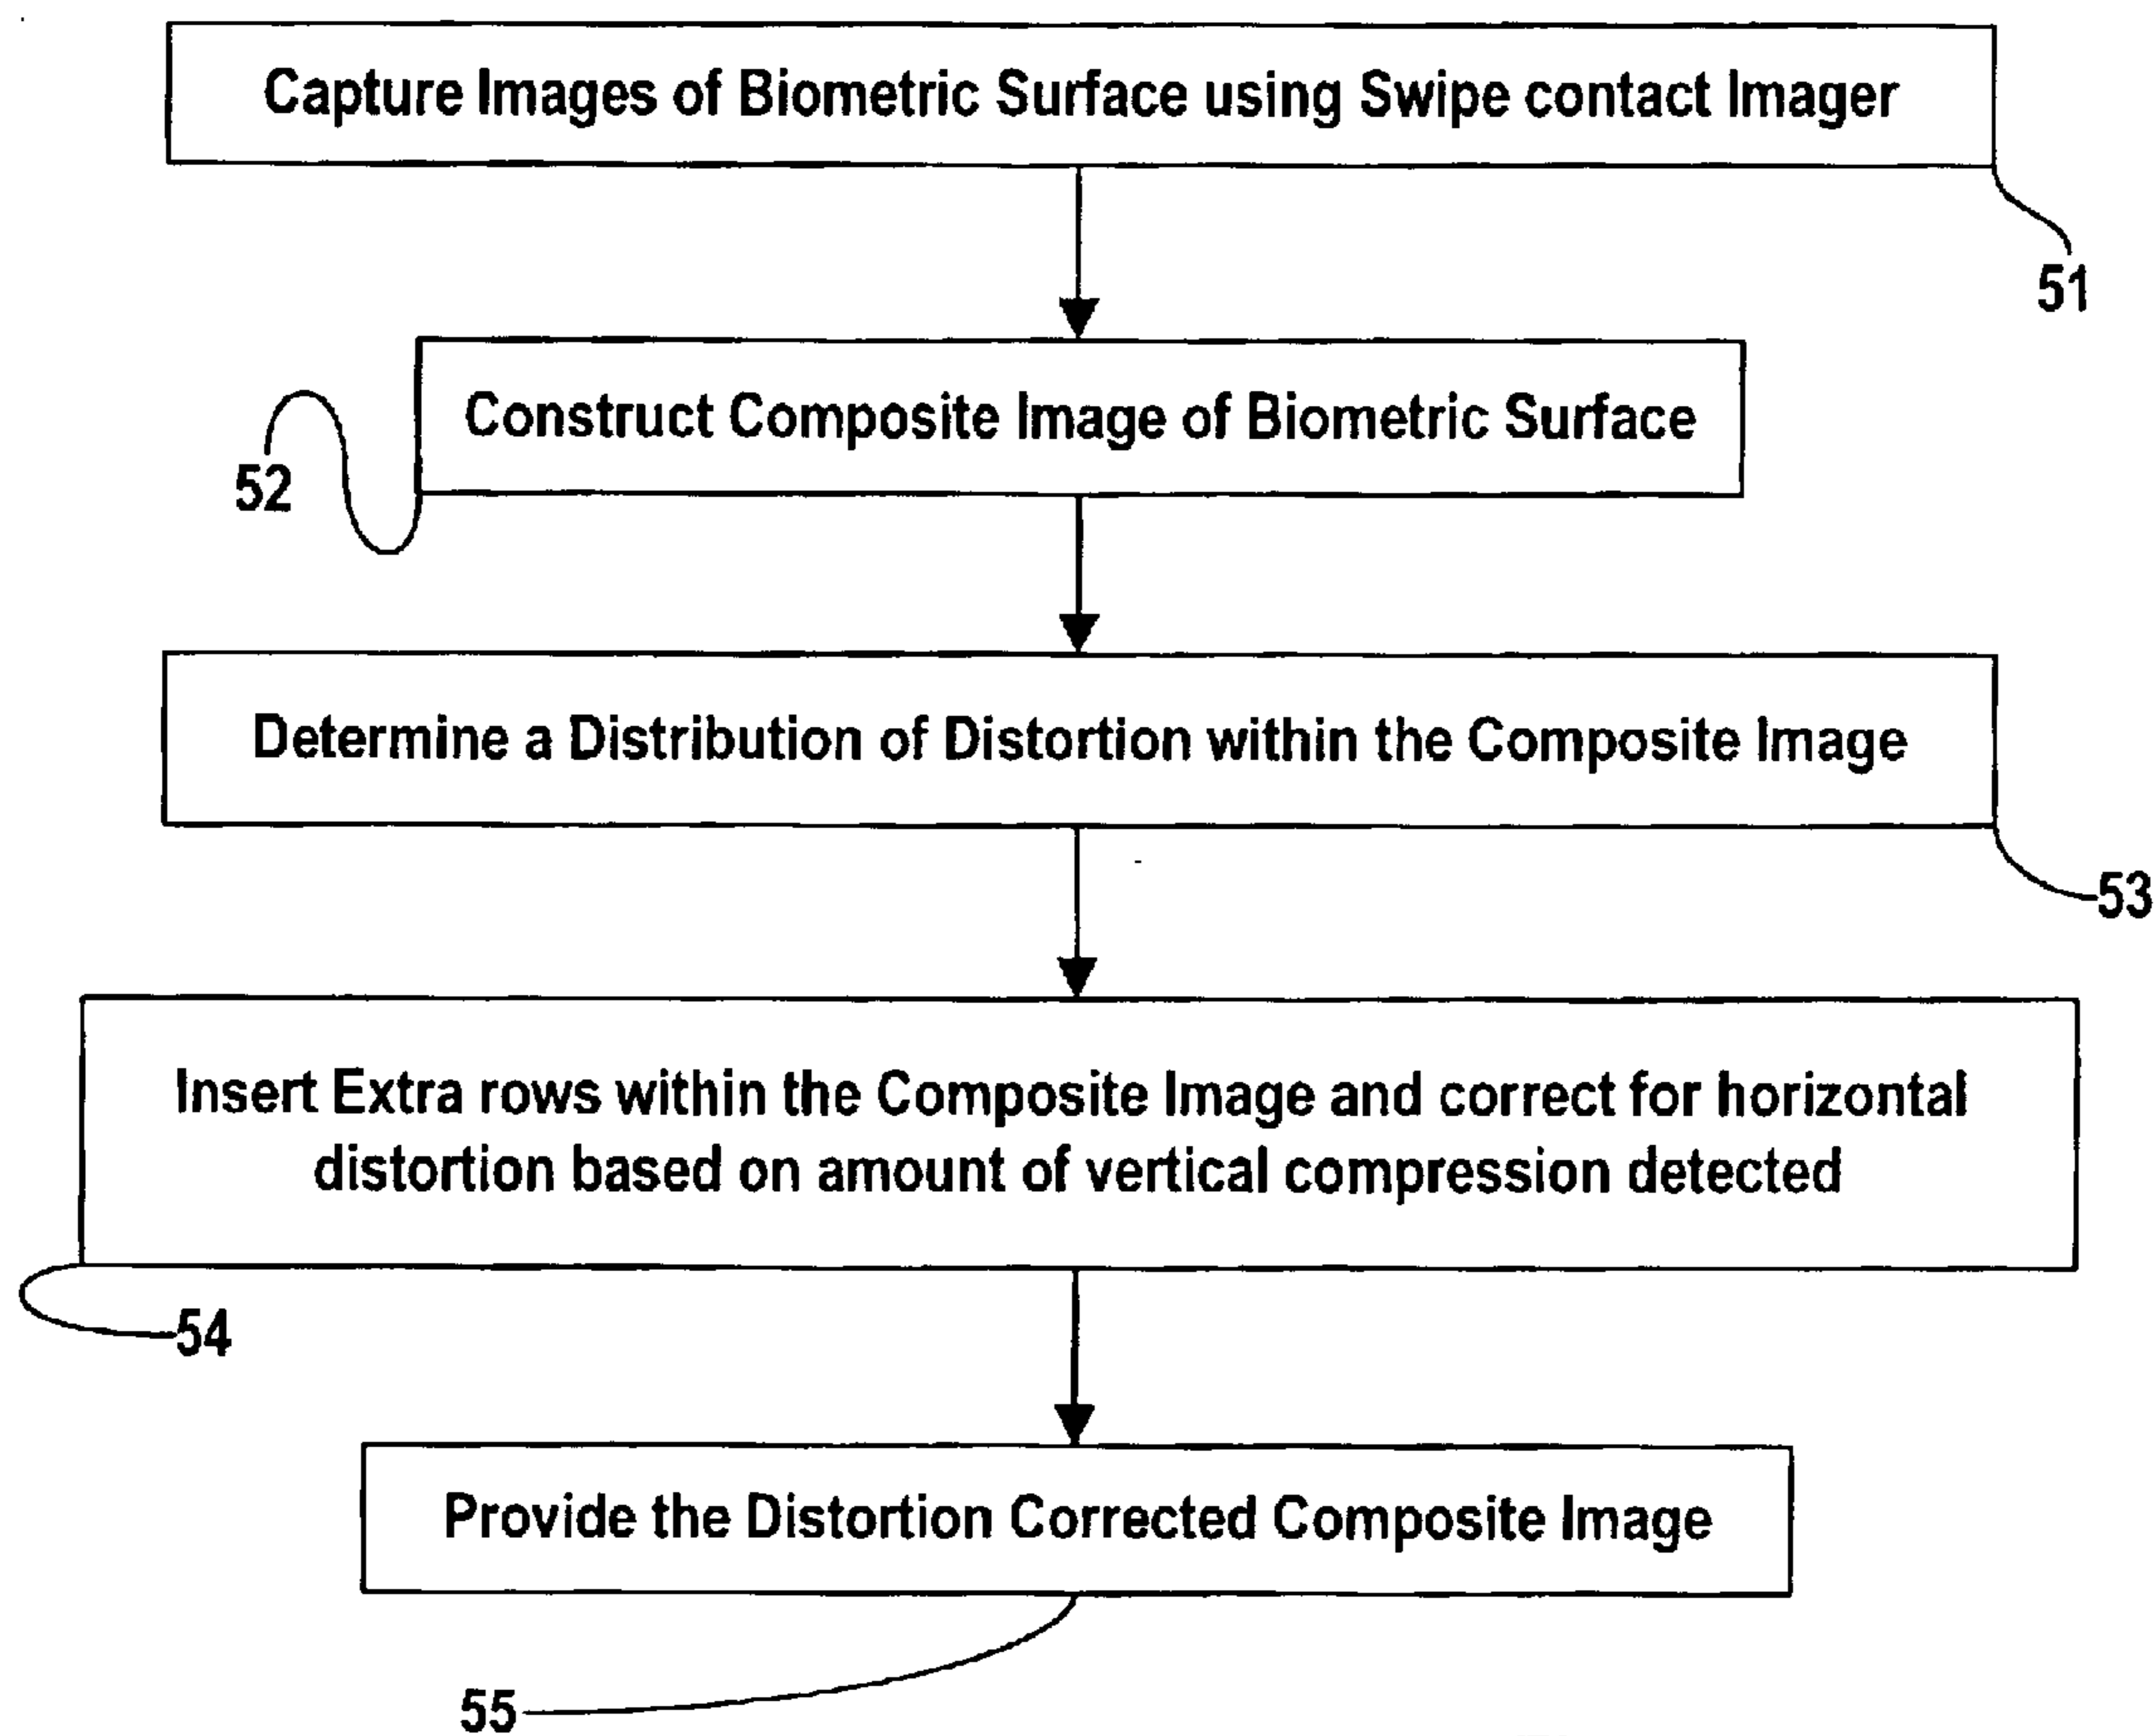 Capture Images of Biometric Surface using Swipe contact Imager
51
Construct Composite Image of Biometric Surface
52
Determine a Distribution of Distortion within the Composite Image
53
Insert Extra rows within the Composite Image and correct for horizontal
distortion based on amount of vertical compression detected
54
Provide the Distortion Corrected Composite Image
55